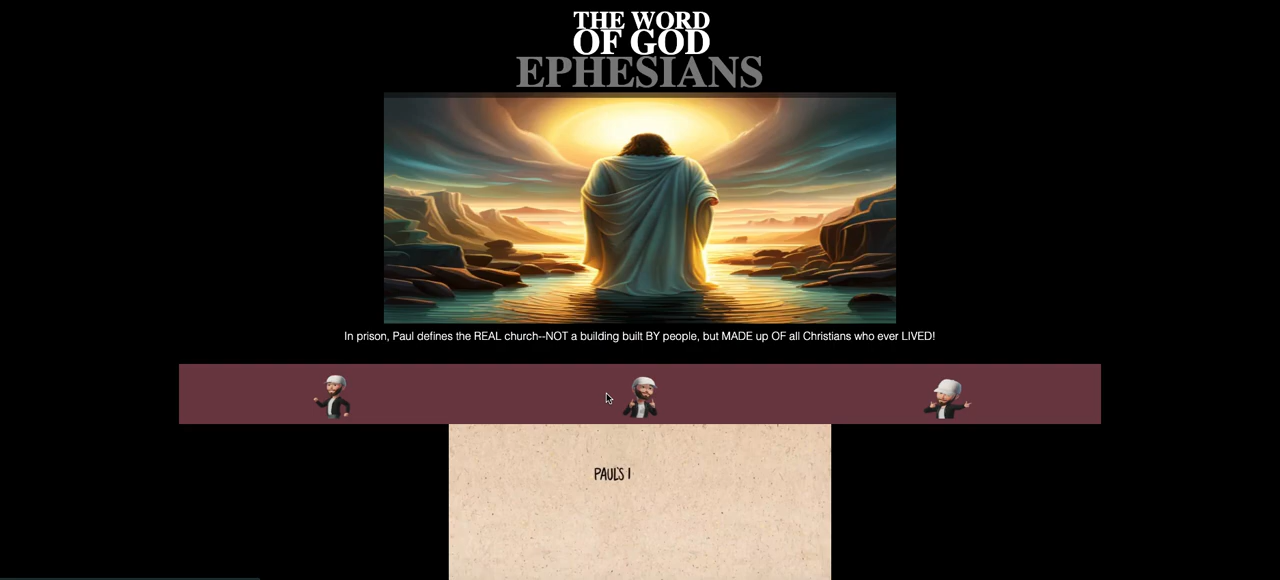 THE WORD
OF GOD
EPHESIANS
In prison, Paul defines the REAL church--NOT a building built BY people, but MADE up OF all Christians who ever LIVED!
PAUL'S I